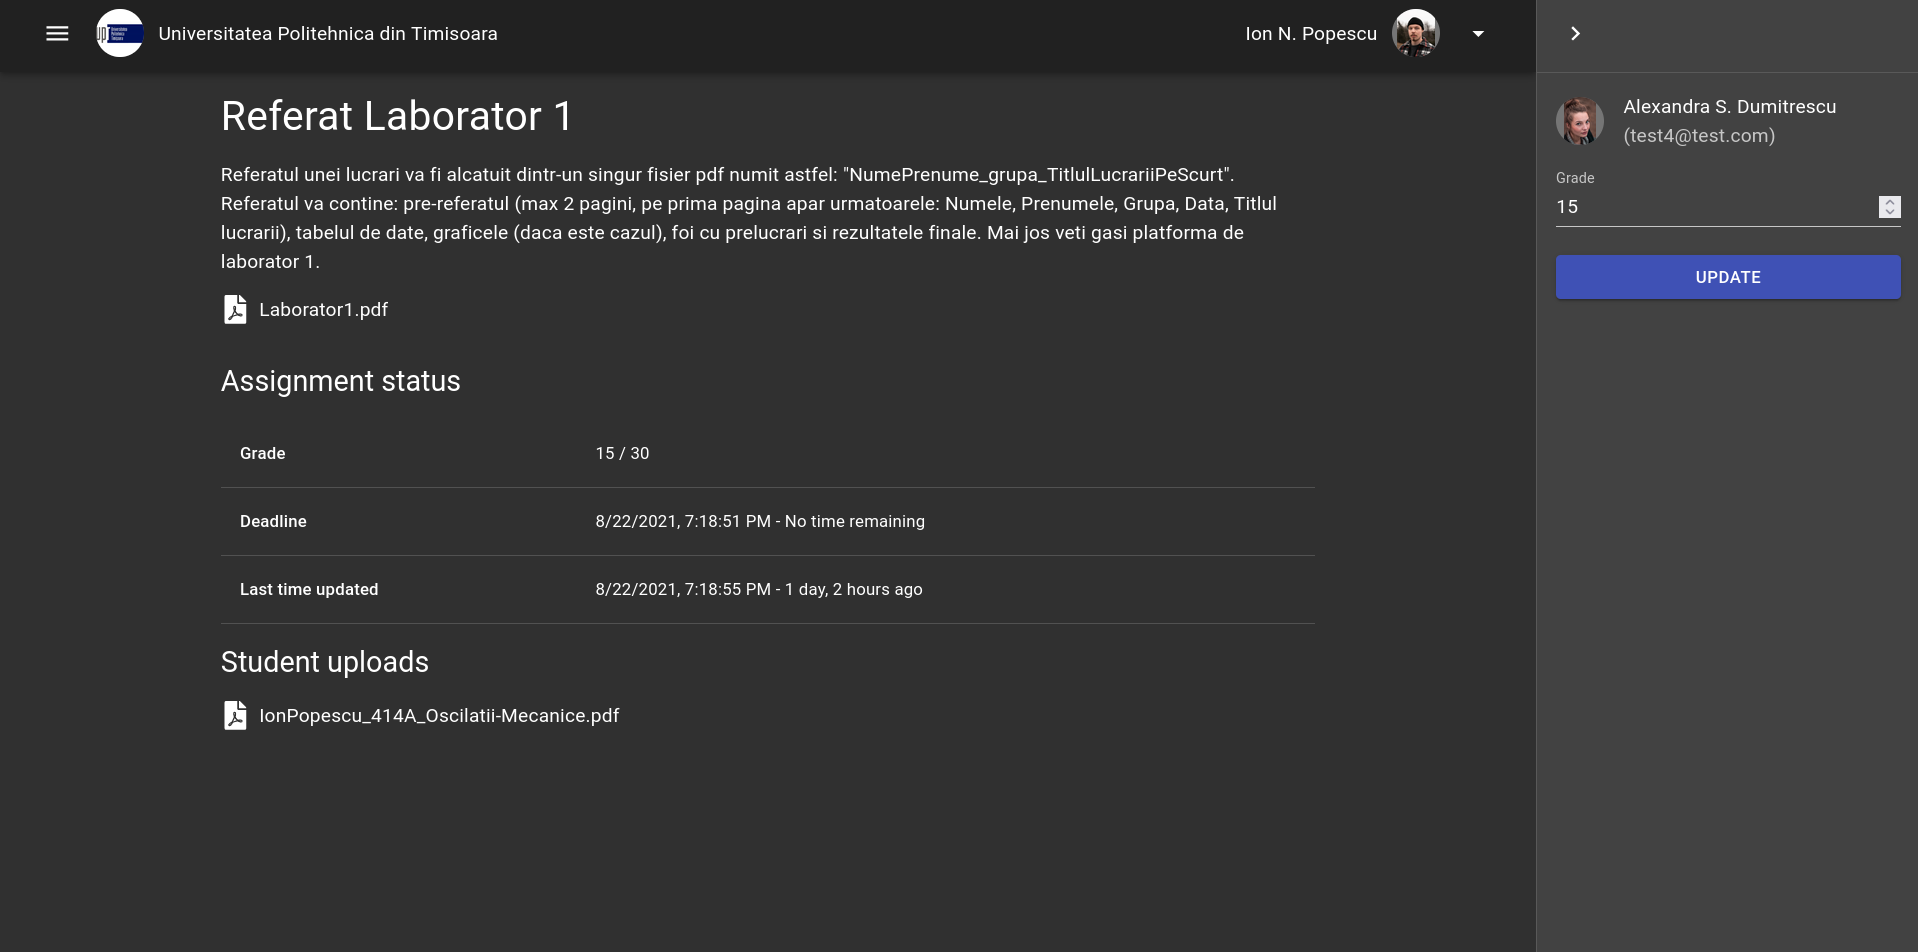 Universitatea Politehnica din Timisoara
Ion N. Popescu
Referat Laborator 1
Referatul unei lucrari va fi alcatuit dintr-un singur fisier pdf numit astfel: "NumePrenume_grupa_TitlulLucrariiPeScurt".
Referatul va contine: pre-referatul (max 2 pagini, pe prima pagina apar urmatoarele: Numele, Prenumele, Grupa, Data, Titlul
lucrarii), tabelul de date, graficele (daca este cazul), foi cu prelucrari si rezultatele finale. Mai jos veti gasi platforma de
laborator 1.
Laborator1.pdf
Assignment status
Grade 15 / 30
Deadline 8/22/2021, 7:18:51 PM - No time remaining
Last time updated 8/22/2021, 7:18:55 PM - 1 day, 2 hours ago
Student uploads
IonPopescu_414A_Oscilatii-Mecanice.pdf
Alexandra S. Dumitrescu
(test4@test.com)
Grade
15
UPDATE